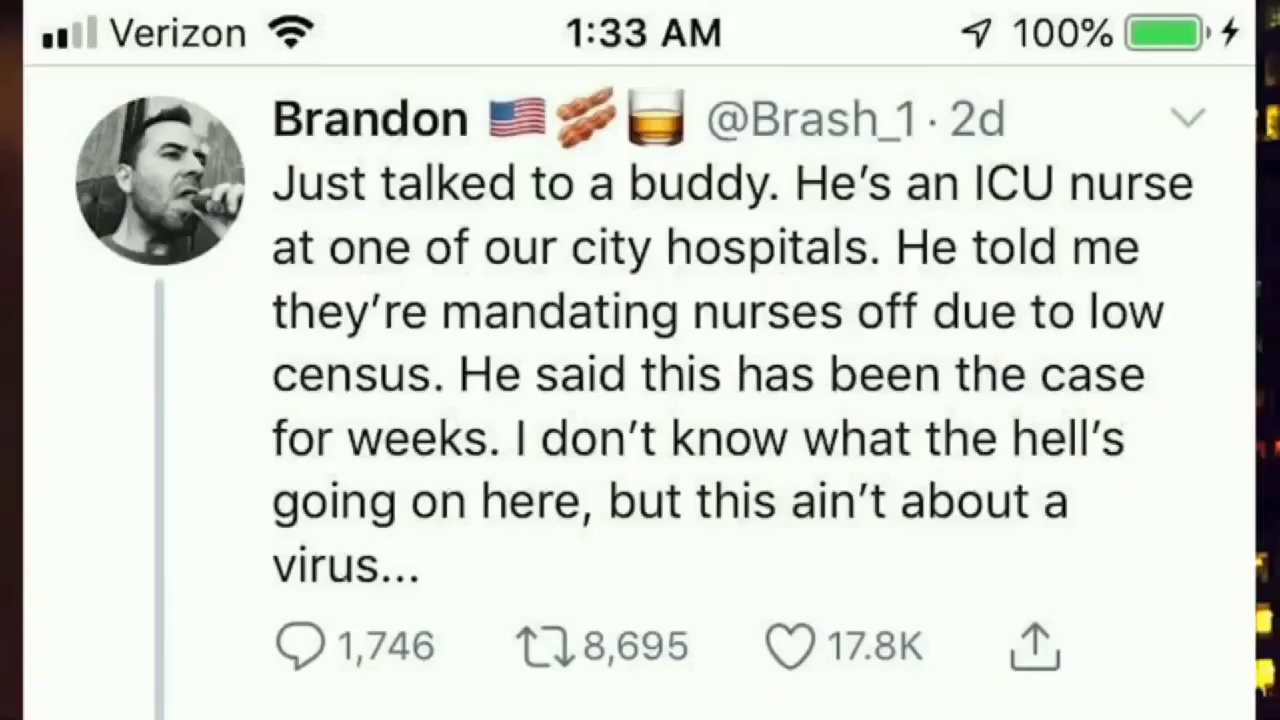 Verizon 1:33 AM 100%
Brandon @Brash_1 · 2d
Just talked to a buddy. He's an ICU nurse
at one of our city hospitals. He told me
they're mandating nurses off due to low
census. He said this has been the case
for weeks. I don't know what the hell's
going on here, but this ain't about a
virus...
1,746 8,695 17.8K